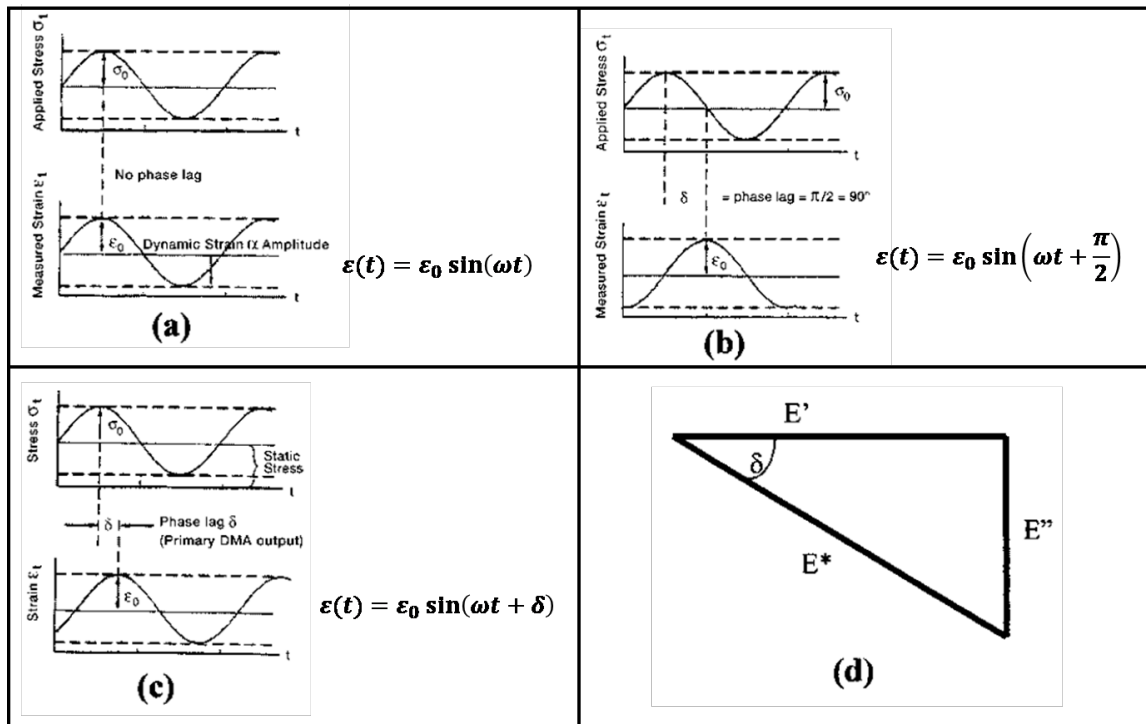 Applied Stress σt
σ0
t
No phase lag
Measured Strain εt
ε0
Dynamic Strain α Amplitude
t
(a)
ε(t) = ε₀ sin(ωt)
Applied Stress σt
σ0
t
δ = phase lag = π/2 = 90°
Measured Strain εt
ε0
t
(b)
ε(t) = ε₀ sin(ωt + π/2)
Stress σt
σ0
Static
Stress
t
δ
Phase lag δ
(Primary DMA output)
Strain εt
ε0
t
(c)
ε(t) = ε₀ sin(ωt + δ)
E'
δ
E"
E*
(d)